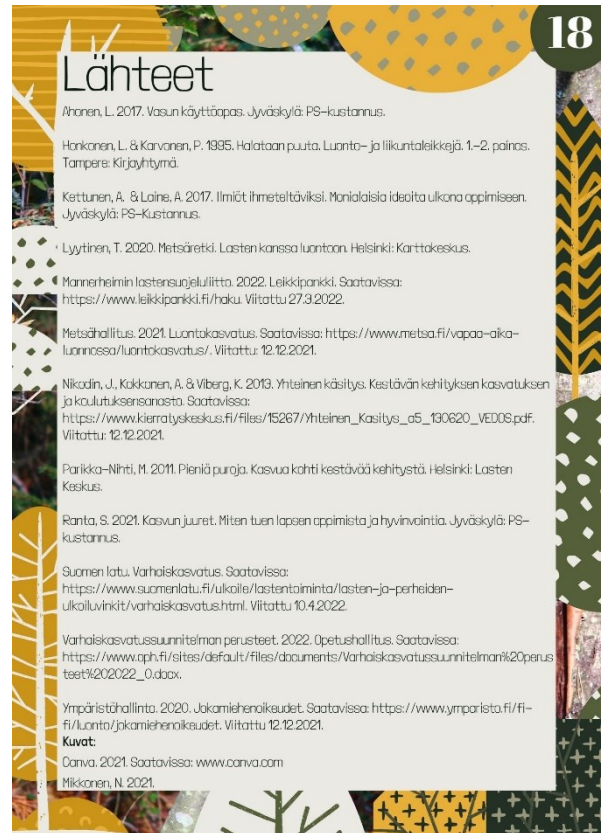 18
Lähteet
Ahonen, L. 2017. Vasun käyttöopas. Jyväskylä: PS-kustannus.
Honkonen, L. & Karvonen, P. 1995. Halataan puuta. Luonto- ja liikuntaleikkejä. 1.-2. painos.
Tampere: Kirjayhtymä.
Kettunen, A. & Laine, A. 2017. Ilmiöt ihmeteltäviksi. Monialaisia ideoita ulkona oppimiseen.
Jyväskylä: PS-Kustannus.
Lyytinen, T. 2020. Metsäretki. Lasten kanssa luontoon. Helsinki: Karttakeskus.
Mannerheimin lastensuojeluliitto. 2022. Leikkipankki. Saatavissa:
https://www.leikkipankki.fi/haku. Viitattu 27.3.2022.
Metsähallitus. 2021. Luontokasvatus. Saatavissa: https://www.metsa.fi/vapaa-aika-
luonnossa/luontokasvatus/. Viitattu: 12.12.2021.
Nikodin, J., Kokkonen, A. & Viberg, K. 2013. Yhteinen käsitys. Kestävän kehityksen kasvatuksen
ja koulutuksensanasto. Saatavissa:
https://www.kierratyskeskus.fi/files/15267/Yhteinen_Kasitys_a5_130620_VEDOS.pdf.
Viitattu: 12.12.2021.
Parikka-Nihti, M. 2011. Pieniä puroja. Kasvua kohti kestävää kehitystä. Helsinki: Lasten
Keskus.
Ranta, S. 2021. Kasvun juuret. Miten tuen lapsen oppimista ja hyvinvointia. Jyväskylä: PS-
kustannus.
Suomen latu. Varhaiskasvatus. Saatavissa:
https://www.suomenlatu.fi/ulkoile/lastentoiminta/lasten-ja-perheiden-
ulkoiluvinkit/varhaiskasvatus.html. Viitattu 10.4.2022.
Varhaiskasvatussuunnitelman perusteet. 2022. Opetushallitus. Saatavissa:
https://www.oph.fi/sites/default/files/documents/Varhaiskasvatussuunnitelman%20perus
teet%202022_0.docx.
Ympäristöhallinto. 2020. Jokamiehenoikeudet. Saatavissa: https://www.ymparisto.fi/fi-
fi/luonto/jokamiehenoikeudet. Viitattu 12.12.2021.
Kuvat:
Canva. 2021. Saatavissa: www.canva.com
Mikkonen, N. 2021.